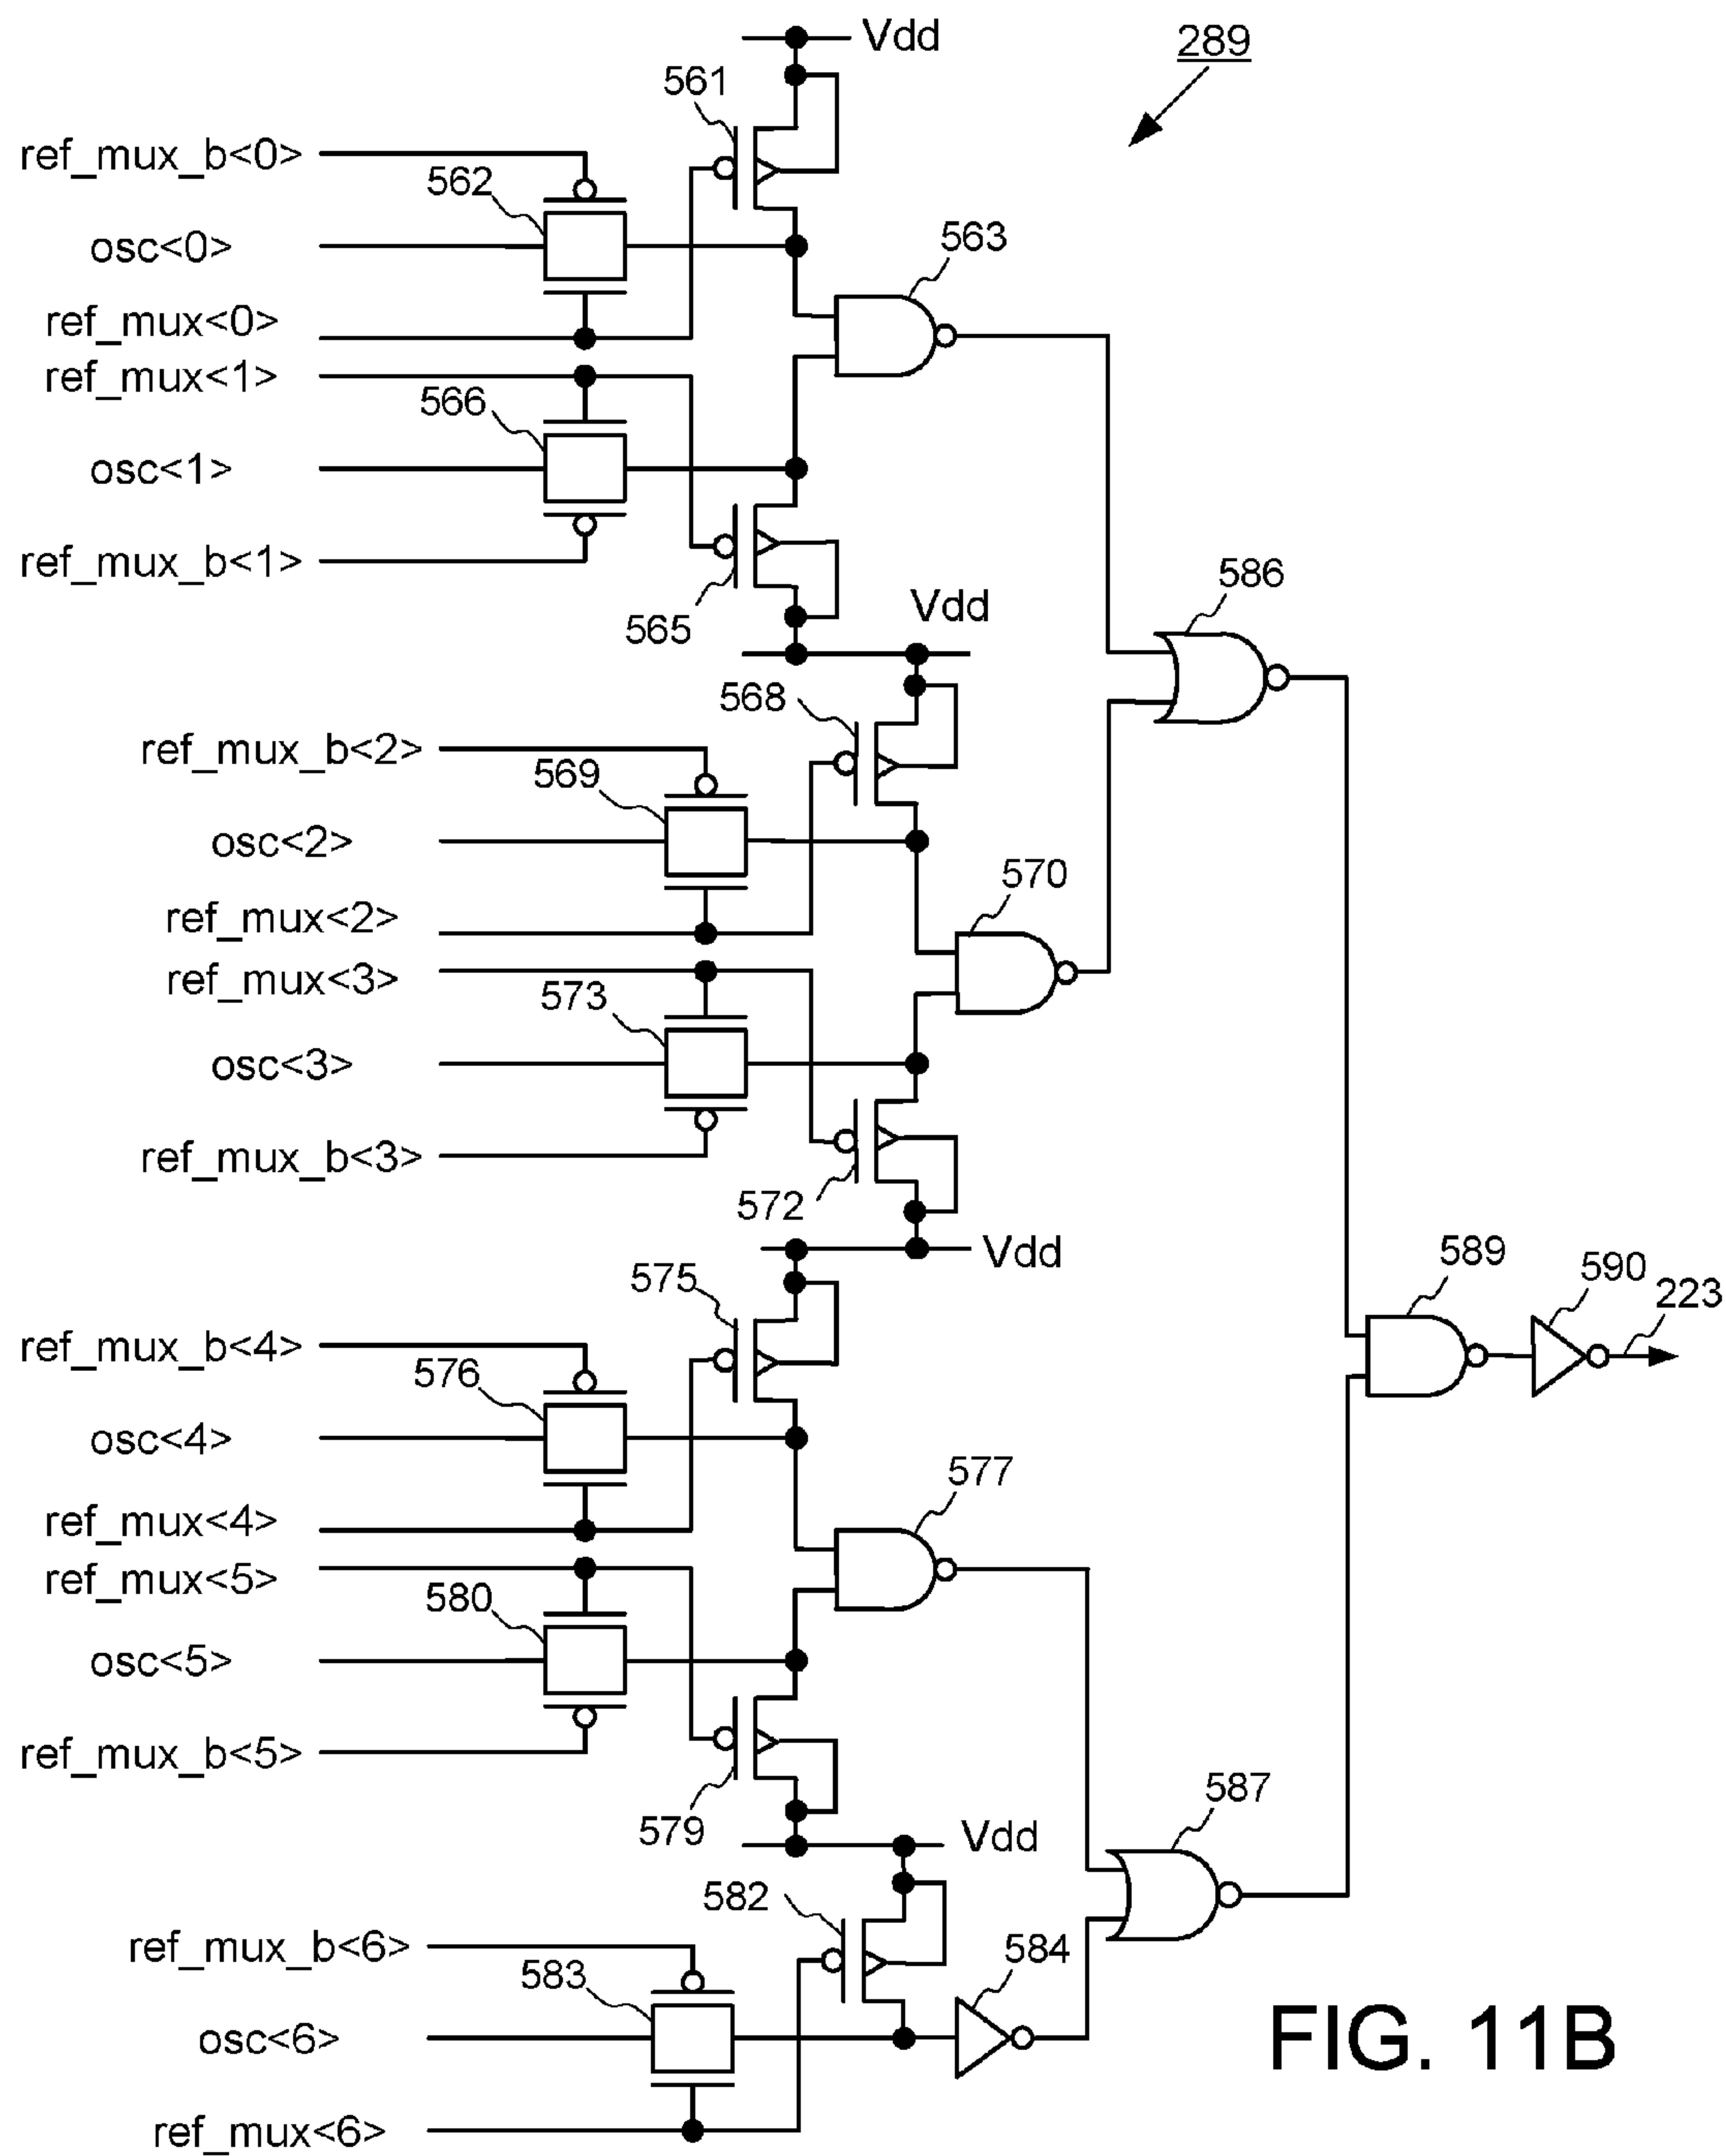 Vdd
289
561
ref_mux_b<0>
562
osc<0>
563
ref_mux<0>
ref_mux<1>
566
osc<1>
ref_mux_b<1>
565
Vdd
586
568
ref_mux_b<2>
569
osc<2>
570
ref_mux<2>
ref_mux<3>
573
osc<3>
ref_mux_b<3>
572
Vdd
575
589
590
223
ref_mux_b<4>
576
osc<4>
577
ref_mux<4>
ref_mux<5>
580
osc<5>
ref_mux_b<5>
579
587
Vdd
582
ref_mux_b<6>
583
584
osc<6>
ref_mux<6>
FIG. 11B